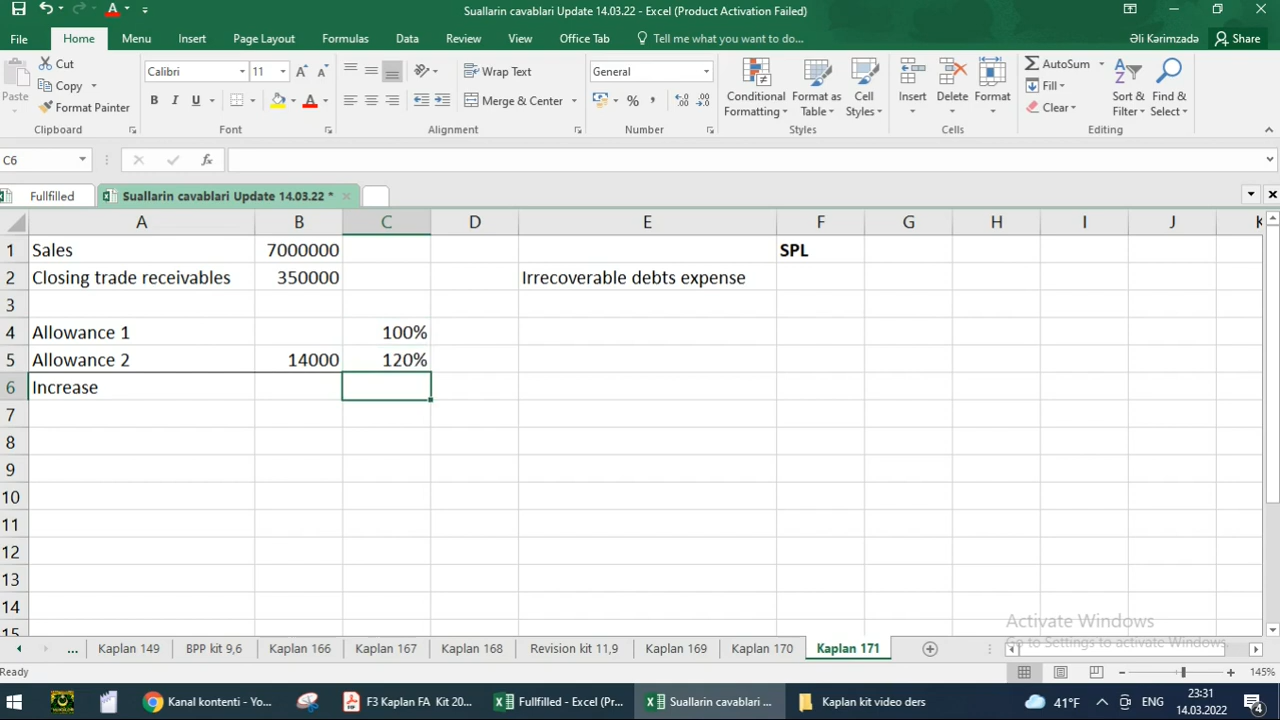 Suallarin cavablari Update 14.03.22 - Excel (Product Activation Failed)
File Home Menu Insert Page Layout Formulas Data Review View Office Tab Tell me what you want to do... Əli Kərimzadə Share
Paste
Cut
Copy
Format Painter
Clipboard
Calibri 11
B I U
Font
Wrap Text
Merge & Center
Alignment
General
Number
Conditional Formatting
Format as Table
Cell Styles
Styles
Insert Delete Format
Cells
AutoSum
Fill
Clear
Sort & Filter
Find & Select
Editing
C6 fx
Fullfilled Suallarin cavablari Update 14.03.22 *
A B C D E F G H I J K
1 Sales 7000000 SPL
2 Closing trade receivables 350000 Irrecoverable debts expense
3
4 Allowance 1 100%
5 Allowance 2 14000 120%
6 Increase
7
8
9
10
11
12
13
14
15
Activate Windows
Go to Settings to activate Windows.
... Kaplan 149 BPP kit 9,6 Kaplan 166 Kaplan 167 Kaplan 168 Revision kit 11,9 Kaplan 169 Kaplan 170 Kaplan 171
Ready 145%
Kanal kontenti - Yo... F3 Kaplan FA Kit 20... Fullfilled - Excel (Pr... Suallarin cavablari ... Kaplan kit video ders 41°F ENG 23:31
14.03.2022 4